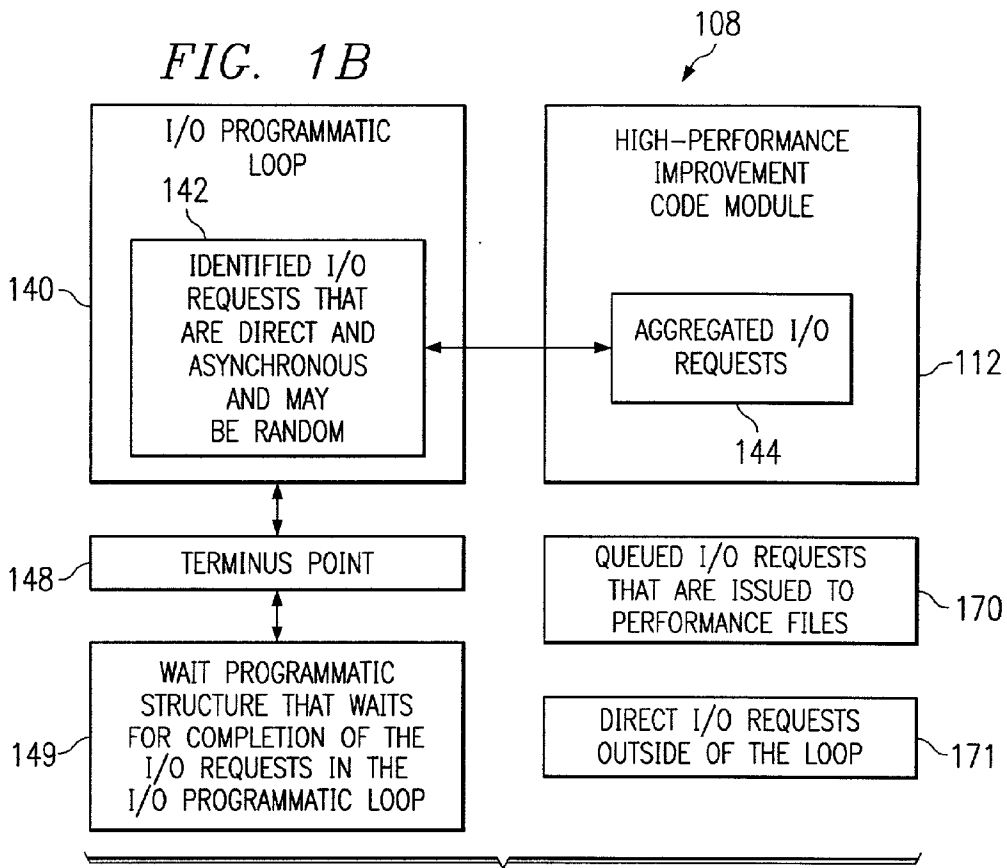 FIG. 1B
108
I/O PROGRAMMATIC
LOOP
142
IDENTIFIED I/O
REQUESTS THAT
ARE DIRECT AND
ASYNCHRONOUS
AND MAY
BE RANDOM
140
HIGH-PERFORMANCE
IMPROVEMENT
CODE MODULE
AGGREGATED I/O
REQUESTS
144
112
TERMINUS POINT
148
QUEUED I/O REQUESTS
THAT ARE ISSUED TO
PERFORMANCE FILES
170
WAIT PROGRAMMATIC
STRUCTURE THAT WAITS
FOR COMPLETION OF THE
I/O REQUESTS IN THE
I/O PROGRAMMATIC LOOP
149
DIRECT I/O REQUESTS
OUTSIDE OF THE LOOP
171